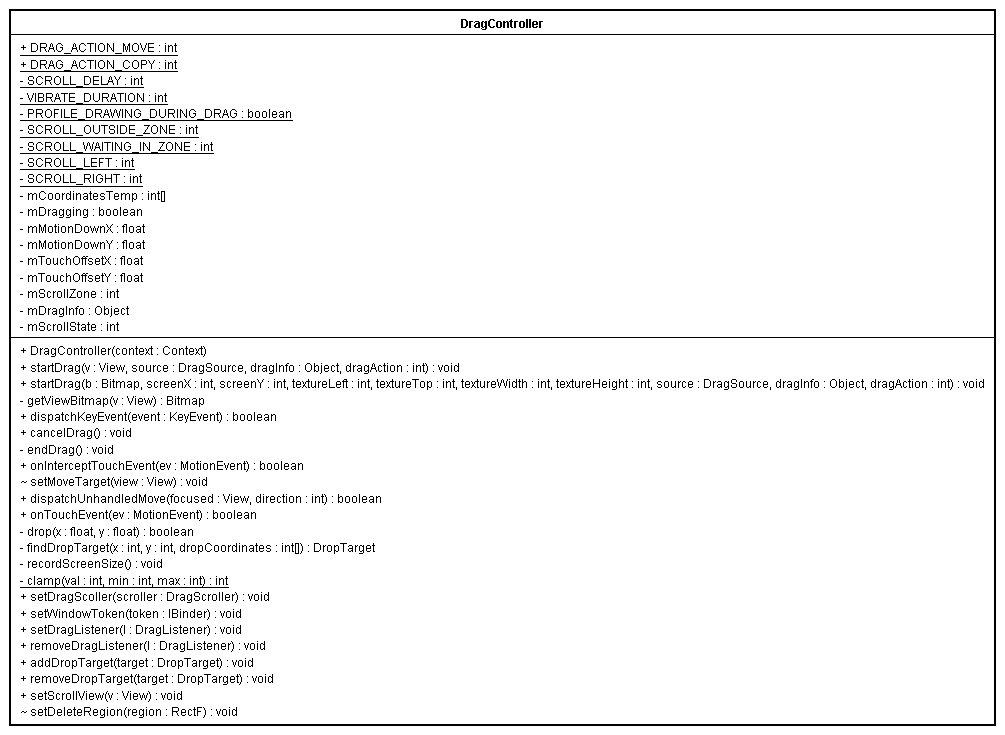 DragController
+ DRAG_ACTION_MOVE : int
+ DRAG_ACTION_COPY : int
- SCROLL_DELAY : int
- VIBRATE_DURATION : int
- PROFILE_DRAWING_DURING_DRAG : boolean
- SCROLL_OUTSIDE_ZONE : int
- SCROLL_WAITING_IN_ZONE : int
- SCROLL_LEFT : int
- SCROLL_RIGHT : int
- mCoordinatesTemp : int[]
- mDragging : boolean
- mMotionDownX : float
- mMotionDownY : float
- mTouchOffsetX : float
- mTouchOffsetY : float
- mScrollZone : int
- mDragInfo : Object
- mScrollState : int
+ DragController(context : Context)
+ startDrag(v : View, source : DragSource, dragInfo : Object, dragAction : int) : void
+ startDrag(b : Bitmap, screenX : int, screenY : int, textureLeft : int, textureTop : int, textureWidth : int, textureHeight : int, source : DragSource, dragInfo : Object, dragAction : int) : void
- getViewBitmap(v : View) : Bitmap
+ dispatchKeyEvent(event : KeyEvent) : boolean
+ cancelDrag() : void
- endDrag() : void
+ onInterceptTouchEvent(ev : MotionEvent) : boolean
~ setMoveTarget(view : View) : void
+ dispatchUnhandledMove(focused : View, direction : int) : boolean
+ onTouchEvent(ev : MotionEvent) : boolean
- drop(x : float, y : float) : boolean
- findDropTarget(x : int, y : int, dropCoordinates : int[]) : DropTarget
- recordScreenSize() : void
- clamp(val : int, min : int, max : int) : int
+ setDragScoller(scroller : DragScroller) : void
+ setWindowToken(token : IBinder) : void
+ setDragListener(l : DragListener) : void
+ removeDragListener(l : DragListener) : void
+ addDropTarget(target : DropTarget) : void
+ removeDropTarget(target : DropTarget) : void
+ setScrollView(v : View) : void
~ setDeleteRegion(region : RectF) : void